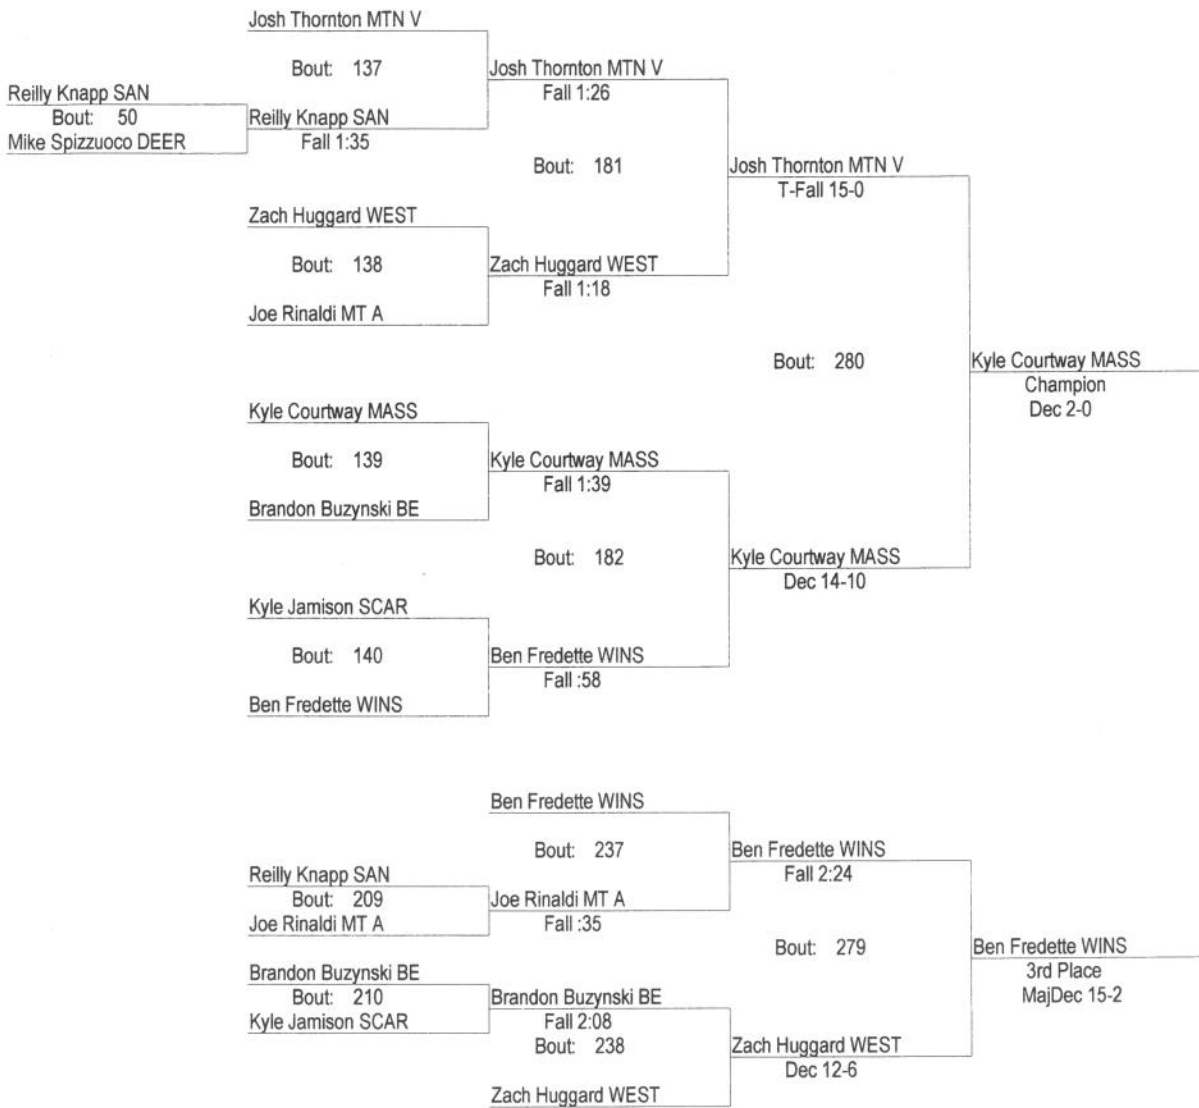 Josh Thornton MTN V
Bout: 137
Josh Thornton MTN V
Fall 1:26
Reilly Knapp SAN
Bout: 50
Mike Spizzuoco DEER
Reilly Knapp SAN
Fall 1:35
Bout: 181
Josh Thornton MTN V
T-Fall 15-0
Zach Huggard WEST
Bout: 138
Zach Huggard WEST
Fall 1:18
Joe Rinaldi MT A
Bout: 280
Kyle Courtway MASS
Champion
Dec 2-0
Kyle Courtway MASS
Bout: 139
Kyle Courtway MASS
Fall 1:39
Brandon Buzynski BE
Bout: 182
Kyle Courtway MASS
Dec 14-10
Kyle Jamison SCAR
Bout: 140
Ben Fredette WINS
Fall :58
Ben Fredette WINS
Ben Fredette WINS
Bout: 237
Ben Fredette WINS
Fall 2:24
Reilly Knapp SAN
Bout: 209
Joe Rinaldi MT A
Joe Rinaldi MT A
Fall :35
Bout: 279
Ben Fredette WINS
3rd Place
MajDec 15-2
Brandon Buzynski BE
Bout: 210
Kyle Jamison SCAR
Brandon Buzynski BE
Fall 2:08
Bout: 238
Zach Huggard WEST
Dec 12-6
Zach Huggard WEST